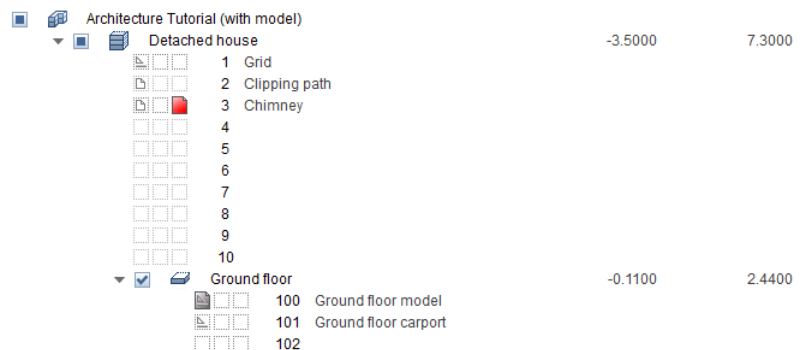 Architecture Tutorial (with model)
Detached house -3.5000 7.3000
1 Grid
2 Clipping path
3 Chimney
4
5
6
7
8
9
10
Ground floor -0.1100 2.4400
100 Ground floor model
101 Ground floor carport
102